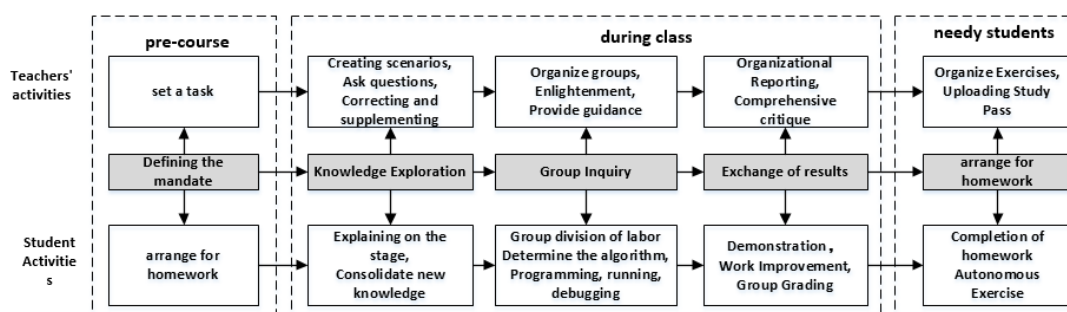 pre-course
during class
needy students
Teachers'
activities
set a task
Creating scenarios,
Ask questions,
Correcting and
supplementing
Organize groups,
Enlightenment,
Provide guidance
Organizational
Reporting,
Comprehensive
critique
Organize Exercises,
Uploading Study
Pass
Defining the
mandate
Knowledge Exploration
Group Inquiry
Exchange of results
arrange for
homework
Student
Activitie
s
arrange for
homework
Explaining on the
stage,
Consolidate new
knowledge
Group division of labor
Determine the algorithm,
Programming, running,
debugging
Demonstration,
Work Improvement,
Group Grading
Completion of
homework
Autonomous
Exercise